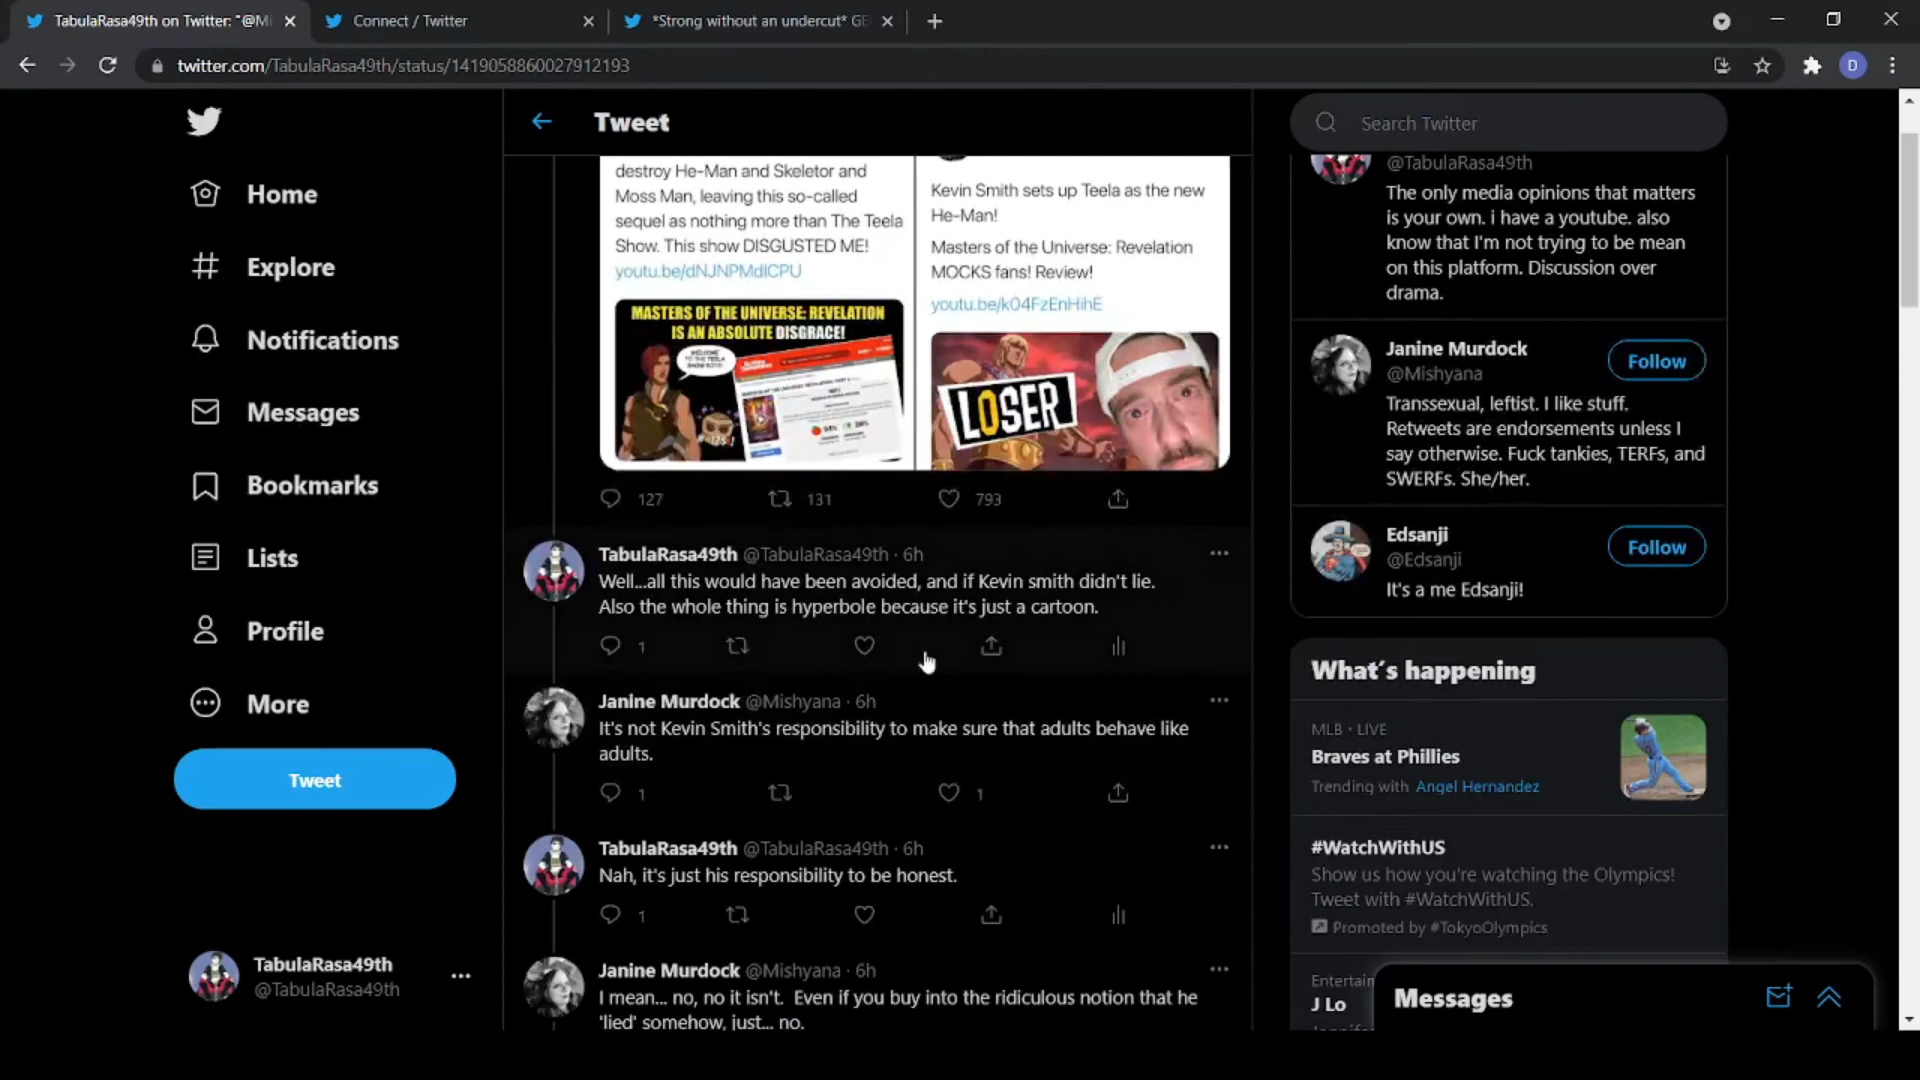 TabulaRasa49th on Twitter: "@Mi
Connect / Twitter
*Strong without an undercut* GE
D
twitter.com/TabulaRasa49th/status/1419058860027912193
Home
Explore
Notifications
Messages
Bookmarks
Lists
Profile
More
Tweet
TabulaRasa49th
@TabulaRasa49th
Tweet
destroy He-Man and Skeletor and
Moss Man, leaving this so-called
sequel as nothing more than The Teela
Show. This show DISGUSTED ME!
youtu.be/dNJNPMdICPU
MASTERS OF THE UNIVERSE: REVELATION
IS AN ABSOLUTE DISGRACE!
WELCOME
TO THE TEELA
SHOW BOYS!
Kevin Smith sets up Teela as the new
He-Man!
Masters of the Universe: Revelation
MOCKS fans! Review!
youtu.be/k04FzEnHihE
LOSER
127 131 793
TabulaRasa49th @TabulaRasa49th · 6h
Well...all this would have been avoided, and if Kevin smith didn't lie.
Also the whole thing is hyperbole because it's just a cartoon.
1
Janine Murdock @Mishyana · 6h
It's not Kevin Smith's responsibility to make sure that adults behave like
adults.
1 1
TabulaRasa49th @TabulaRasa49th · 6h
Nah, it's just his responsibility to be honest.
1
Janine Murdock @Mishyana · 6h
I mean... no, no it isn't. Even if you buy into the ridiculous notion that he
'lied' somehow, just... no.
Search Twitter
@TabulaRasa49th
The only media opinions that matters
is your own. i have a youtube. also
know that I'm not trying to be mean
on this platform. Discussion over
drama.
Janine Murdock
@Mishyana
Follow
Transsexual, leftist. I like stuff.
Retweets are endorsements unless I
say otherwise. Fuck tankies, TERFs, and
SWERFs. She/her.
Edsanji
@Edsanji
Follow
It's a me Edsanji!
What's happening
MLB · LIVE
Braves at Phillies
Trending with Angel Hernandez
#WatchWithUS
Show us how you're watching the Olympics!
Tweet with #WatchWithUS.
Promoted by #TokyoOlympics
Entertain
J Lo
Messages